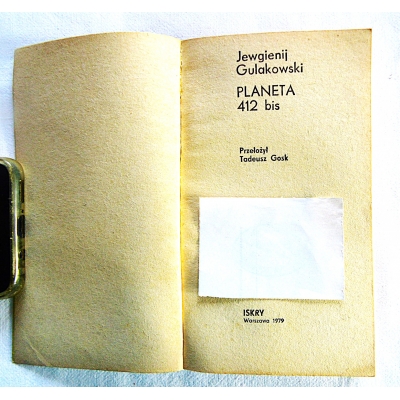 Jewgienij
Gulakowski
PLANETA
412 bis
Przełożył
Tadeusz Gosk
ISKRY
Warszawa 1979